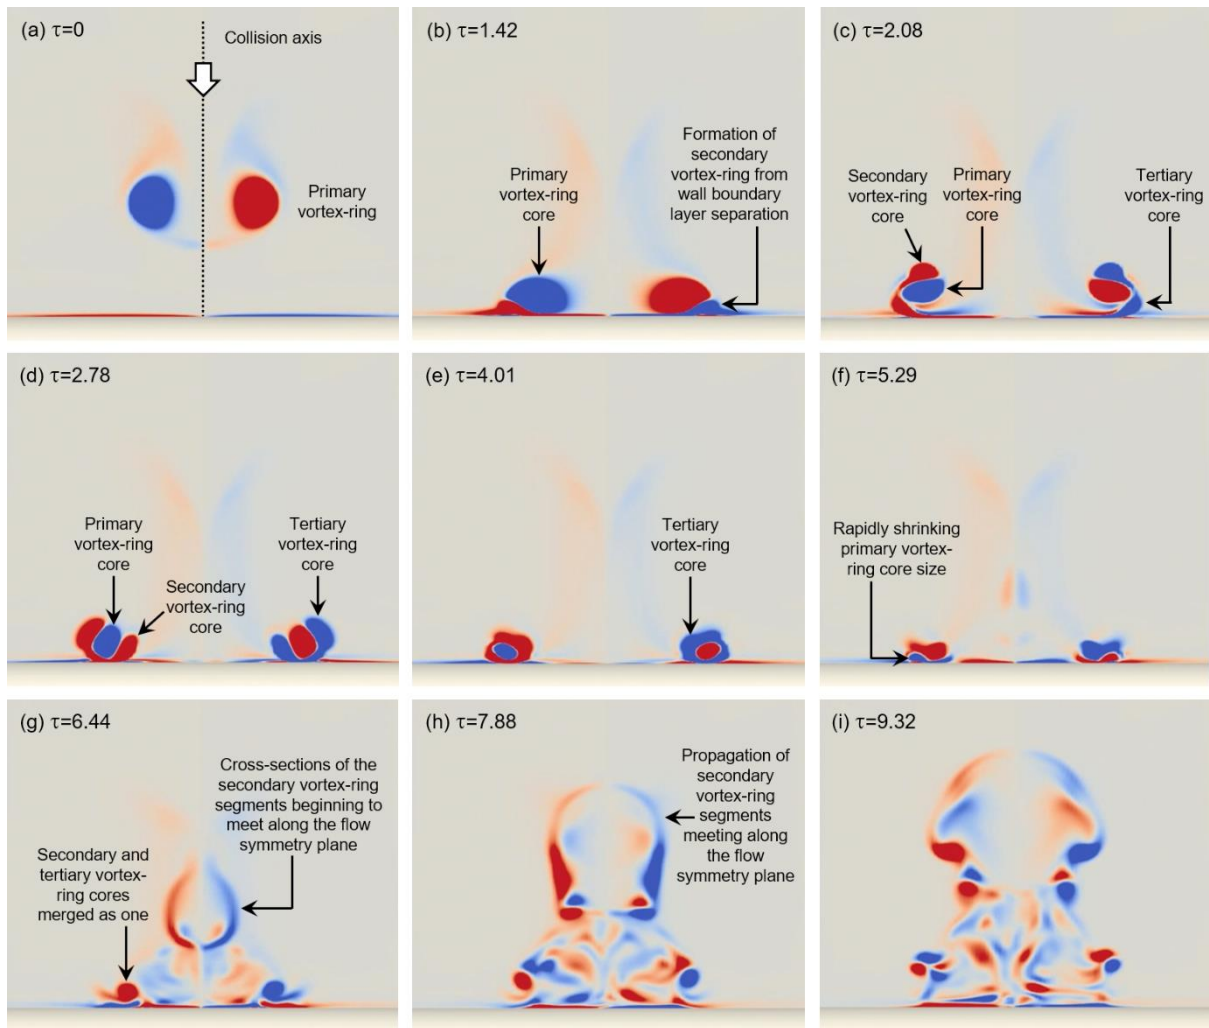 (a) τ=0
Collision axis
Primary
vortex-ring
(b) τ=1.42
Primary
vortex-ring
core
Formation of
secondary
vortex-ring from
wall boundary
layer separation
(c) τ=2.08
Secondary
vortex-ring
core
Primary
vortex-ring
core
Tertiary
vortex-ring
core
(d) τ=2.78
Primary
vortex-ring
core
Secondary
vortex-ring
core
Tertiary
vortex-ring
core
(e) τ=4.01
Tertiary
vortex-ring
core
(f) τ=5.29
Rapidly shrinking
primary vortex-
ring core size
(g) τ=6.44
Cross-sections of the
secondary vortex-ring
segments beginning to
meet along the flow
symmetry plane
Secondary and
tertiary vortex-
ring cores
merged as one
(h) τ=7.88
Propagation of
secondary
vortex-ring
segments
meeting along
the flow
symmetry plane
(i) τ=9.32